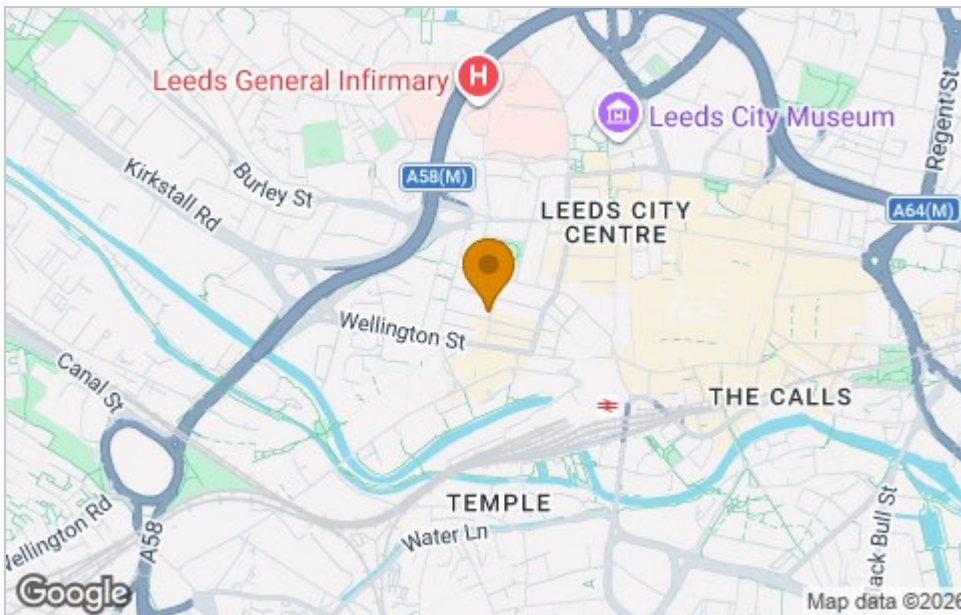 Leeds General Infirmary
H
Leeds City Museum
Regent St
Kirkstall Rd
Burley St
A58(M)
LEEDS CITY
CENTRE
A64(M)
Wellington St
Canal St
THE CALLS
TEMPLE
Wellington Rd
A58
Water Ln
Black Bull St
Google
Map data ©2026